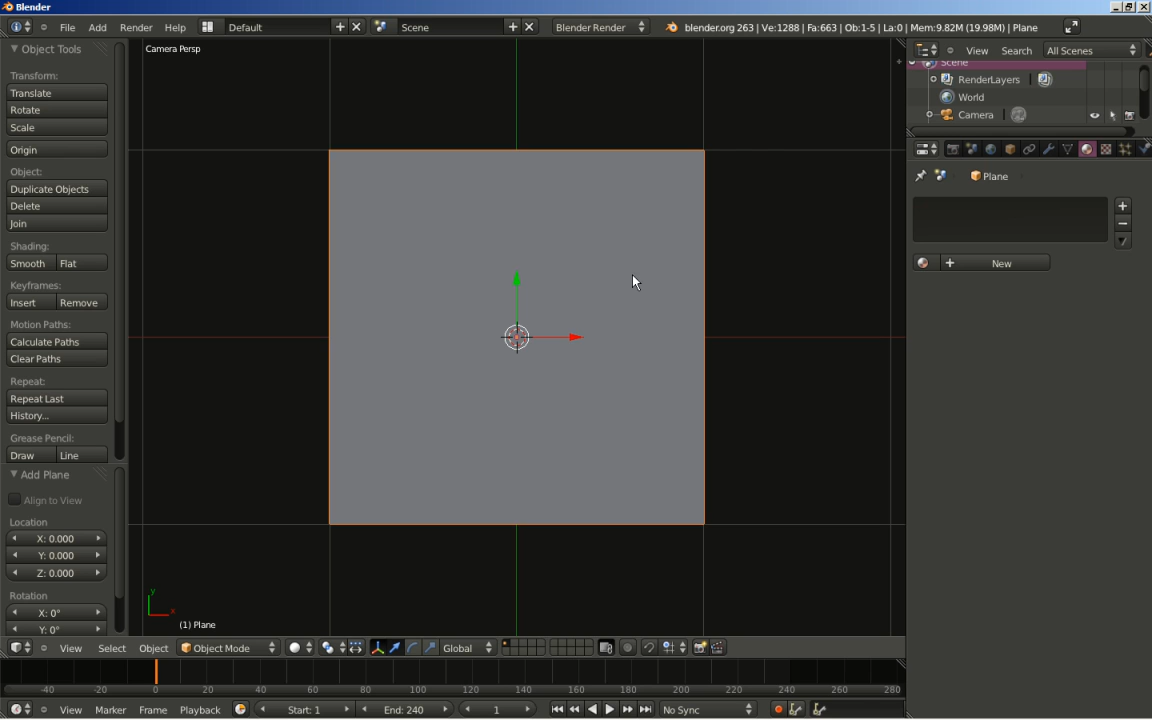 Blender
File Add Render Help Default Scene Blender Render blender.org 263 | Ve:1288 | Fa:663 | Ob:1-5 | La:0 | Mem:9.82M (19.98M) | Plane
Object Tools
Transform:
Translate
Rotate
Scale
Origin
Object:
Duplicate Objects
Delete
Join
Shading:
Smooth Flat
Keyframes:
Insert Remove
Motion Paths:
Calculate Paths
Clear Paths
Repeat:
Repeat Last
History...
Grease Pencil:
Draw Line
Add Plane
Align to View
Location
X: 0.000
Y: 0.000
Z: 0.000
Rotation
X: 0°
Y: 0°
Camera Persp
y
x
(1) Plane
View Search All Scenes
Scene
RenderLayers
World
Camera
Plane
New
View Select Object Object Mode Global
-40 -20 0 20 40 60 80 100 120 140 160 180 200 220 240 260 280
View Marker Frame Playback Start: 1 End: 240 1 No Sync